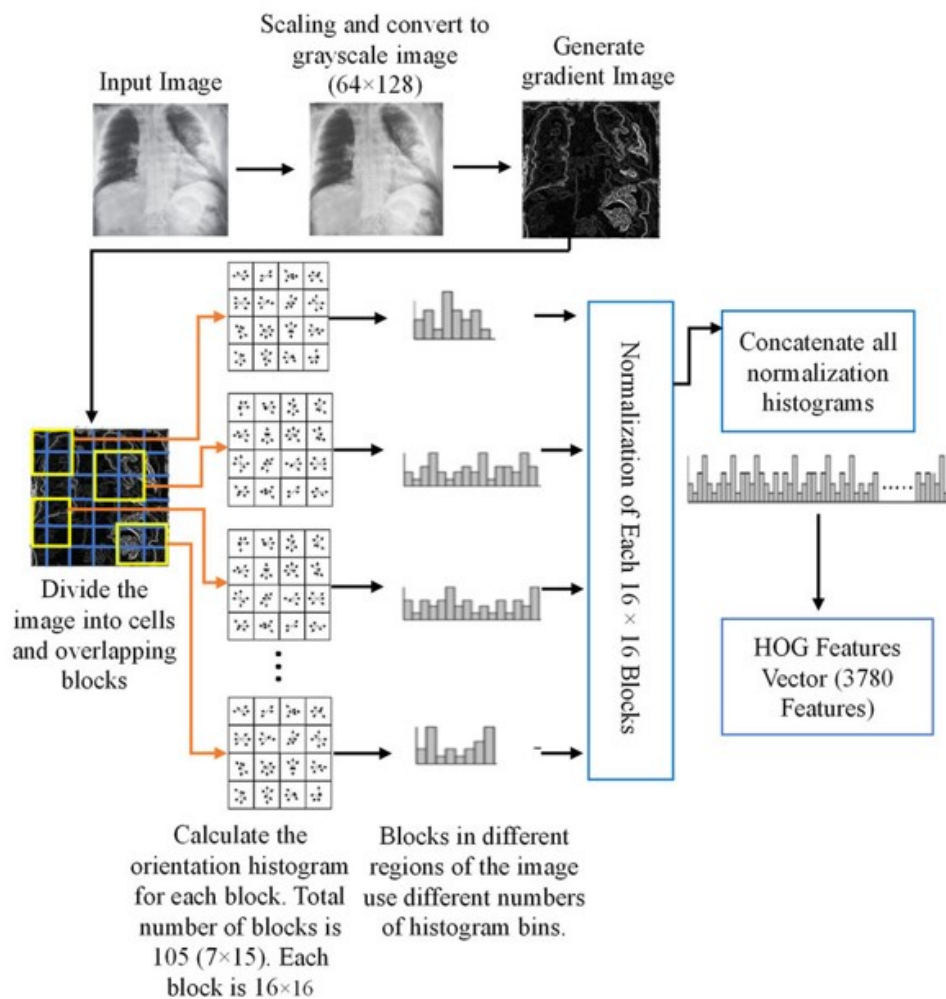 Input Image
Scaling and convert to
grayscale image
(64×128)
Generate
gradient Image
Divide the
image into cells
and overlapping
blocks
Calculate the
orientation histogram
for each block. Total
number of blocks is
105 (7×15). Each
block is 16×16
Blocks in different
regions of the image
use different numbers
of histogram bins.
Normalization of Each 16 × 16 Blocks
Concatenate all
normalization
histograms
HOG Features
Vector (3780
Features)